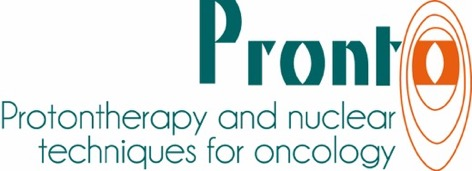 Pronto
Protontherapy and nuclear
techniques for oncology